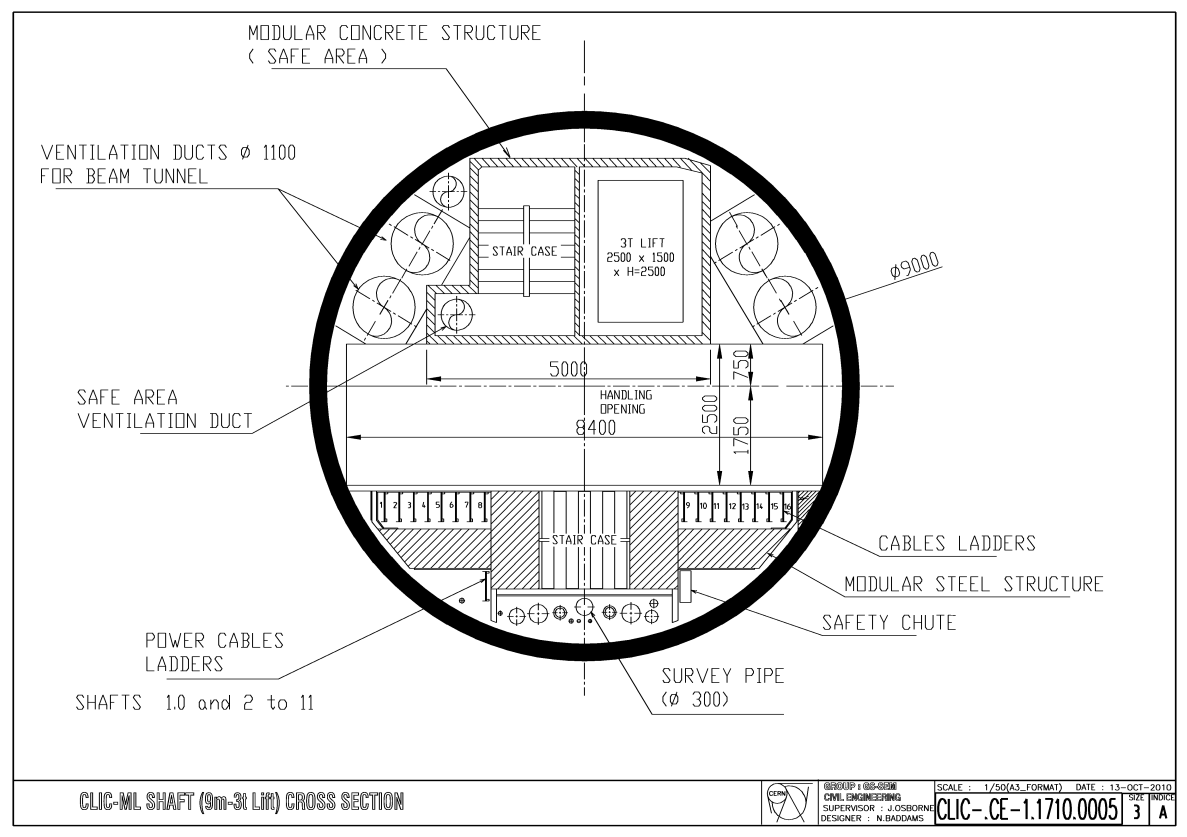 MODULAR CONCRETE STRUCTURE
( SAFE AREA )
VENTILATION DUCTS Ø 1100
FOR BEAM TUNNEL
STAIR CASE
3T LIFT
2500 x 1500
x H=2500
Ø9000
5000
750
HANDLING
OPENING
2500
1750
8400
SAFE AREA
VENTILATION DUCT
1 2 3 4 5 6 7 8
9 10 11 12 13 14 15 16
STAIR CASE
CABLES LADDERS
MODULAR STEEL STRUCTURE
SAFETY CHUTE
POWER CABLES
LADDERS
SURVEY PIPE
(Ø 300)
SHAFTS 1.0 and 2 to 11
CLIC-ML SHAFT (9m-3t Lift) CROSS SECTION
CERN
GROUP : GS-SEM
CIVIL ENGINEERING
SUPERVISOR : J.OSBORNE
DESIGNER : N.BADDAMS
SCALE : 1/50(A3_FORMAT) DATE : 13-OCT-2010
CLIC-.CE-1.1710.0005
SIZE
3
INDICE
A